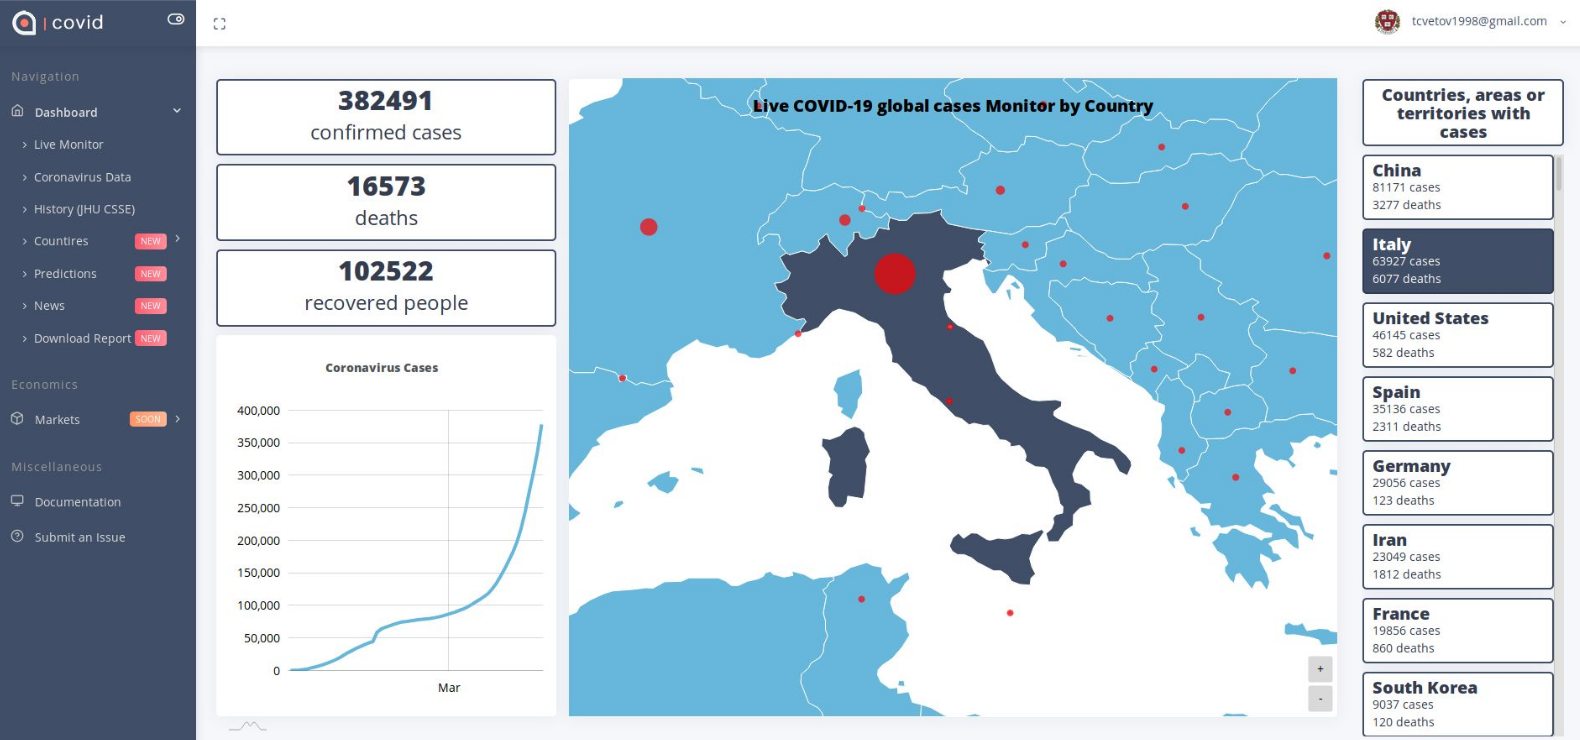 covid
tcvetov1998@gmail.com
Navigation
Dashboard
Live Monitor
Coronavirus Data
History (JHU CSSE)
Countires NEW
Predictions NEW
News NEW
Download Report NEW
Economics
Markets SOON
Miscellaneous
Documentation
Submit an Issue
382491
confirmed cases
16573
deaths
102522
recovered people
Coronavirus Cases
400,000
350,000
300,000
250,000
200,000
150,000
100,000
50,000
0
Mar
Live COVID-19 global cases Monitor by Country
+
-
Countries, areas or
territories with
cases
China
81171 cases
3277 deaths
Italy
63927 cases
6077 deaths
United States
46145 cases
582 deaths
Spain
35136 cases
2311 deaths
Germany
29056 cases
123 deaths
Iran
23049 cases
1812 deaths
France
19856 cases
860 deaths
South Korea
9037 cases
120 deaths